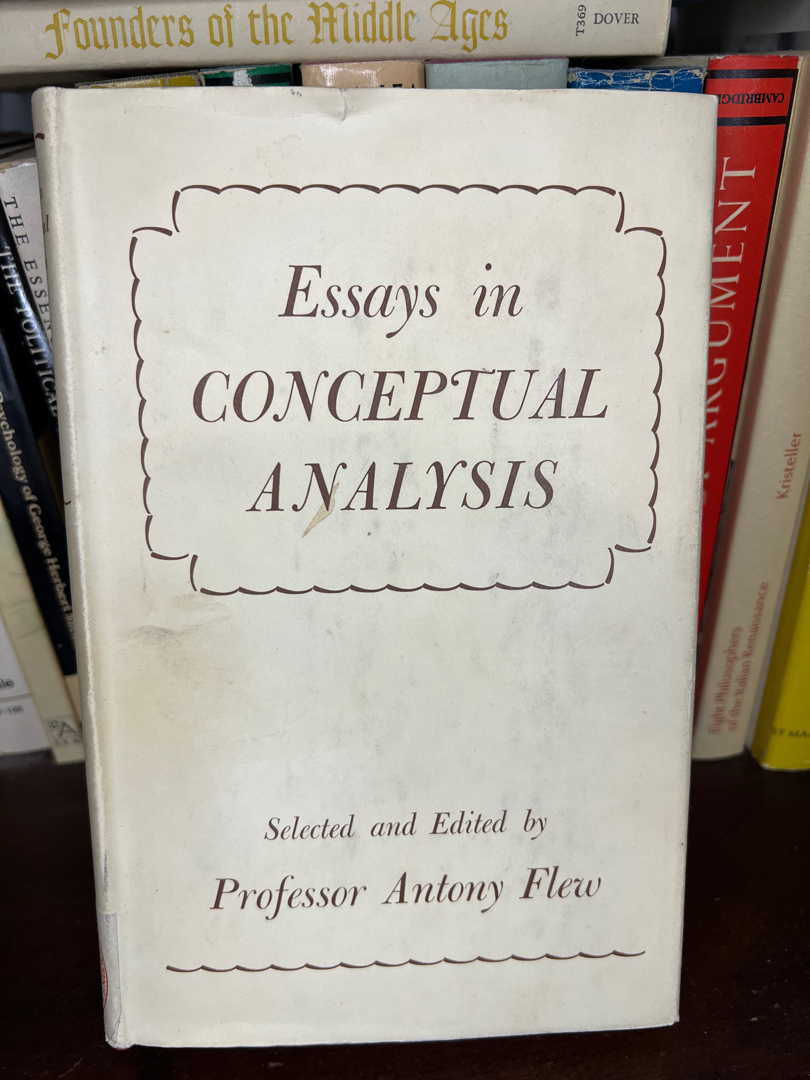 Founders of the Middle Ages
T369
DOVER
CAMBRIDGE
ARGUMENT
THE ESSEN
THE POLITICAL
Psychology of George Herbert
Essays in
CONCEPTUAL
ANALYSIS
Selected and Edited by
Professor Antony Flew
Kristeller
Eight Philosophers
of the Italian Renaissance